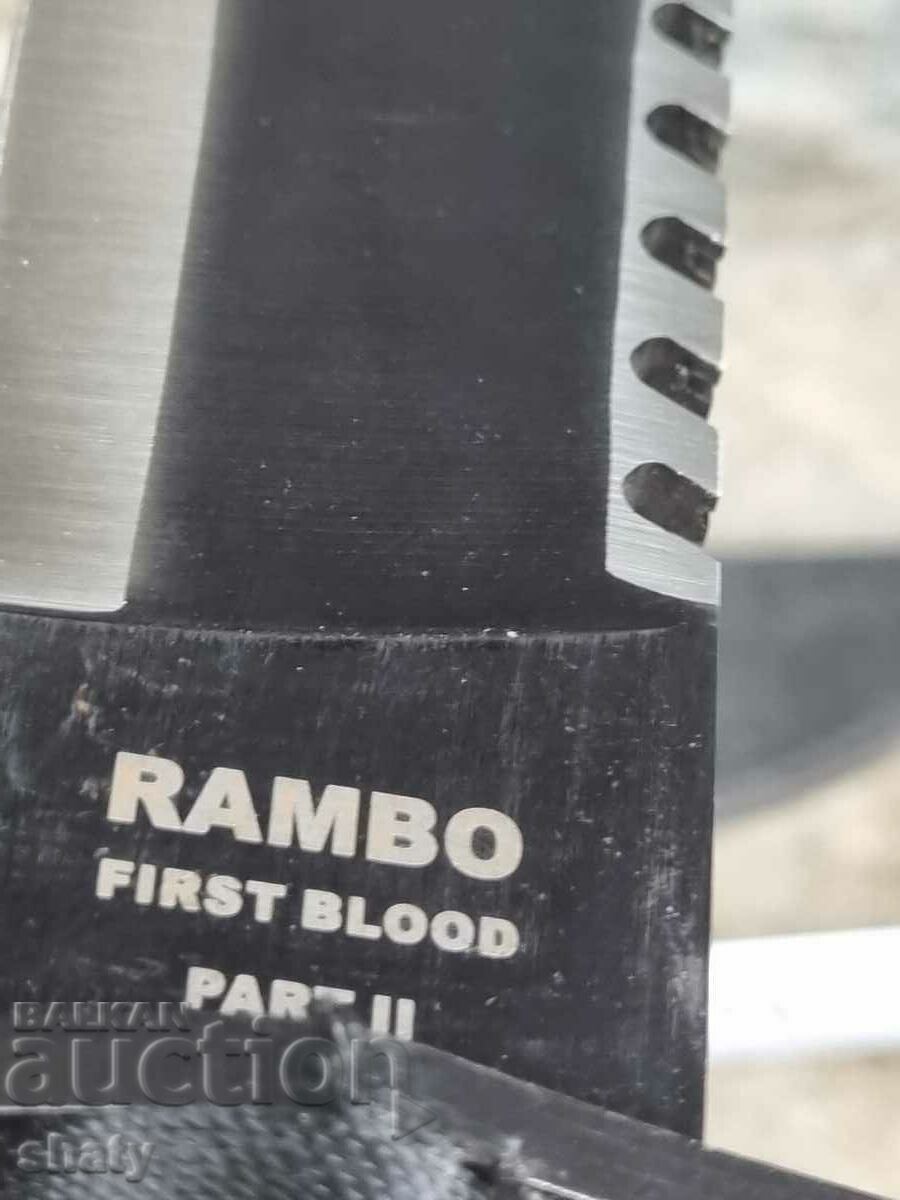 RAMBO
FIRST BLOOD
PART II
BALKAN
auction
shaty